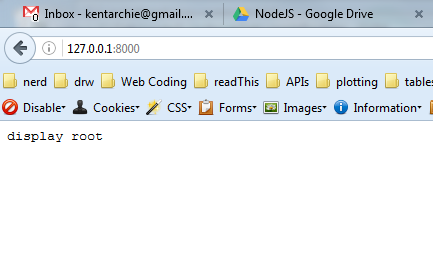 0 Inbox - kentarchie@gmail.... × NodeJS - Google Drive ×
127.0.0.1:8000
nerd drw Web Coding readThis APIs plotting tables
Disable Cookies CSS Forms Images Information
display root